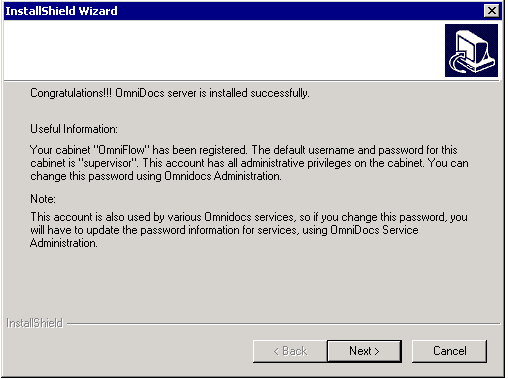 InstallShield Wizard
Congratulations!!! OmniDocs server is installed successfully.
Useful Information:
Your cabinet "OmniFlow" has been registered. The default username and password for this
cabinet is "supervisor". This account has all administrative privileges on the cabinet. You can
change this password using Omnidocs Administration.
Note:
This account is also used by various Omnidocs services, so if you change this password, you
will have to update the password information for services, using OmniDocs Service
Administration.
InstallShield
< Back Next > Cancel